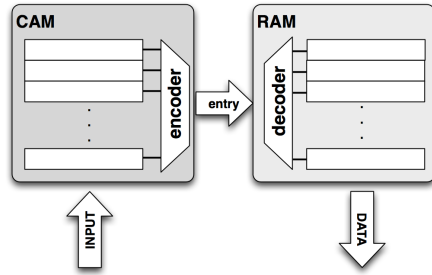 CAM
RAM
encoder
entry
decoder
INPUT
DATA